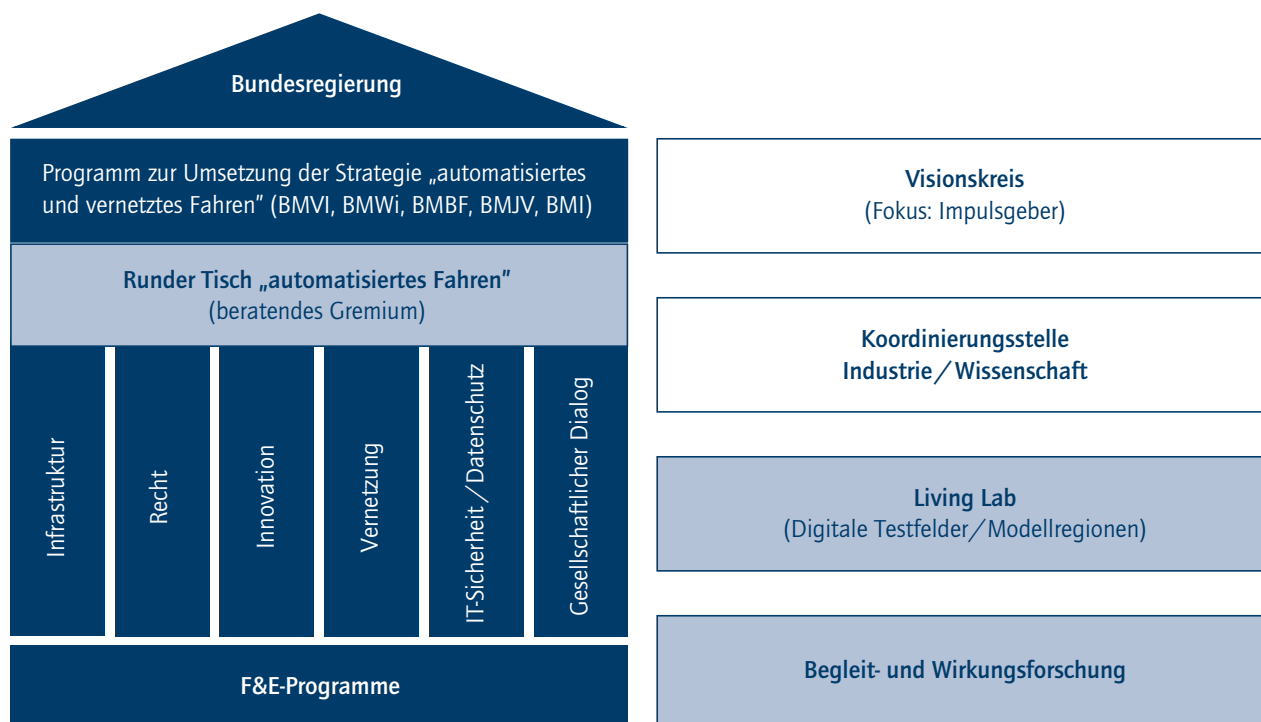 Bundesregierung
Programm zur Umsetzung der Strategie „automatisiertes
und vernetztes Fahren” (BMVI, BMWi, BMBF, BMJV, BMI)
Runder Tisch „automatisiertes Fahren”
(beratendes Gremium)
Infrastruktur
Recht
Innovation
Vernetzung
IT-Sicherheit/Datenschutz
Gesellschaftlicher Dialog
F&E-Programme
Visionskreis
(Fokus: Impulsgeber)
Koordinierungsstelle
Industrie/Wissenschaft
Living Lab
(Digitale Testfelder/Modellregionen)
Begleit- und Wirkungsforschung